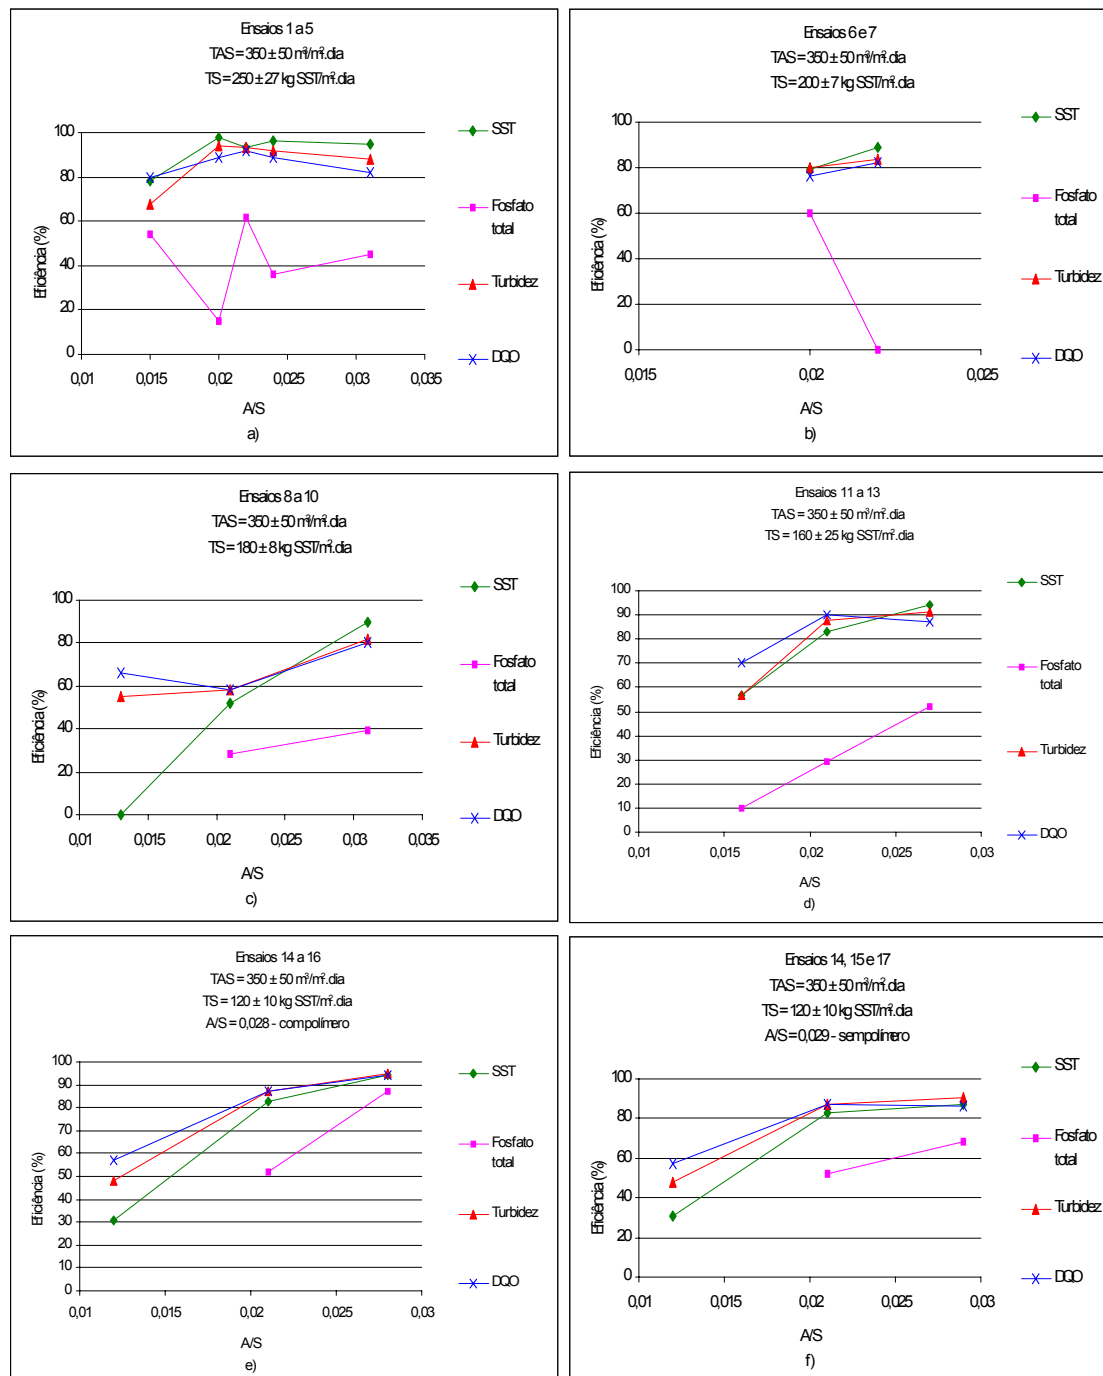 Ensaios 1 a 5
TAS = 350 ± 50 m³/m².dia
TS = 250 ± 27 kg SST/m².dia
100
80
60
40
20
0
Eficiência (%)
0,01
0,015
0,02
0,025
0,03
0,035
A/S
a)
SST
Fosfato
total
Turbidez
DQO
Ensaios 6 e 7
TAS = 350 ± 50 m³/m².dia
TS = 200 ± 7 kg SST/m².dia
100
80
60
40
20
0
Eficiência (%)
0,015
0,02
0,025
A/S
b)
SST
Fosfato
total
Turbidez
DQO
Ensaios 8 a 10
TAS = 350 ± 50 m³/m².dia
TS = 180 ± 8 kg SST/m².dia
100
80
60
40
20
0
Eficiência (%)
0,01
0,015
0,02
0,025
0,03
0,035
A/S
c)
SST
Fosfato
total
Turbidez
DQO
Ensaios 11 a 13
TAS = 350 ± 50 m³/m².dia
TS = 160 ± 25 kg SST/m².dia
100
90
80
70
60
50
40
30
20
10
0
Eficiência (%)
0,01
0,015
0,02
0,025
0,03
A/S
d)
SST
Fosfato
total
Turbidez
DQO
Ensaios 14 a 16
TAS = 350 ± 50 m³/m².dia
TS = 120 ± 10 kg SST/m².dia
A/S = 0,028 - com polímero
100
90
80
70
60
50
40
30
20
10
0
Eficiência (%)
0,01
0,015
0,02
0,025
0,03
A/S
e)
SST
Fosfato
total
Turbidez
DQO
Ensaios 14, 15 e 17
TAS = 350 ± 50 m³/m².dia
TS = 120 ± 10 kg SST/m².dia
A/S = 0,029 - sem polímero
100
80
60
40
20
0
Eficiência (%)
0,01
0,015
0,02
0,025
0,03
A/S
f)
SST
Fosfato
total
Turbidez
DQO